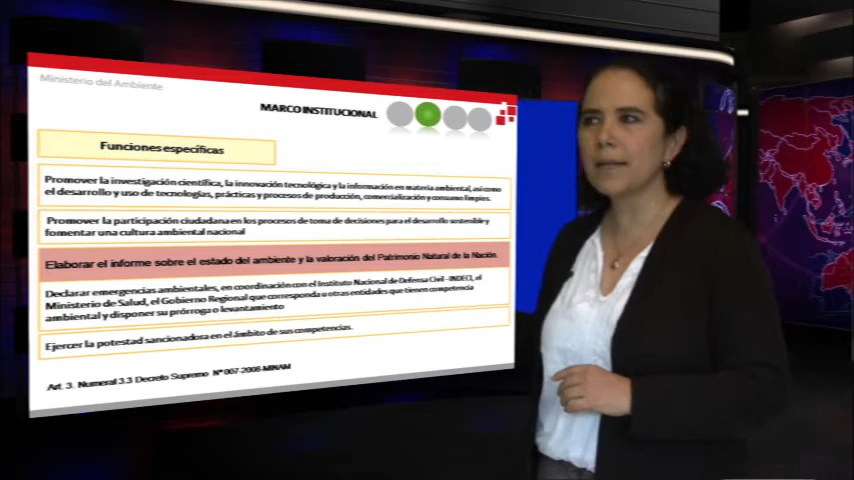 Ministerio del Ambiente
MARCO INSTITUCIONAL
Funciones específicas
Promover la investigación científica, la innovación tecnológica y la información en materia ambiental, así como
el desarrollo y uso de tecnologías, prácticas y procesos de producción, comercialización y consumo limpios.
Promover la participación ciudadana en los procesos de toma de decisiones para el desarrollo sostenible y
fomentar una cultura ambiental nacional
Elaborar el informe sobre el estado del ambiente y la valoración del Patrimonio Natural de la Nación.
Declarar emergencias ambientales, en coordinación con el Instituto Nacional de Defensa Civil - INDECI, el
Ministerio de Salud, el Gobierno Regional que corresponda u otras entidades que tienen competencia
ambiental y disponer su prórroga o levantamiento
Ejercer la potestad sancionadora en el ámbito de sus competencias.
Art. 3. Numeral 3.3 Decreto Supremo Nº 007-2008-MINAM